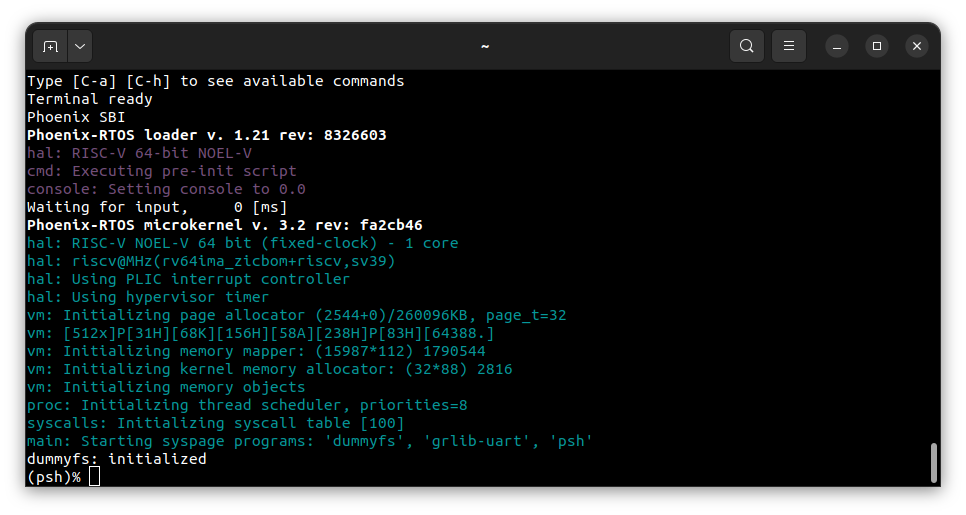 ~
Type [C-a] [C-h] to see available commands
Terminal ready
Phoenix SBI
Phoenix-RTOS loader v. 1.21 rev: 8326603
hal: RISC-V 64-bit NOEL-V
cmd: Executing pre-init script
console: Setting console to 0.0
Waiting for input,     0 [ms]
Phoenix-RTOS microkernel v. 3.2 rev: fa2cb46
hal: RISC-V NOEL-V 64 bit (fixed-clock) - 1 core
hal: riscv@MHz(rv64ima_zicbom+riscv,sv39)
hal: Using PLIC interrupt controller
hal: Using hypervisor timer
vm: Initializing page allocator (2544+0)/260096KB, page_t=32
vm: [512x]P[31H][68K][156H][58A][238H]P[83H][64388.]
vm: Initializing memory mapper: (15987*112) 1790544
vm: Initializing kernel memory allocator: (32*88) 2816
vm: Initializing memory objects
proc: Initializing thread scheduler, priorities=8
syscalls: Initializing syscall table [100]
main: Starting syspage programs: 'dummyfs', 'grlib-uart', 'psh'
dummyfs: initialized
(psh)%